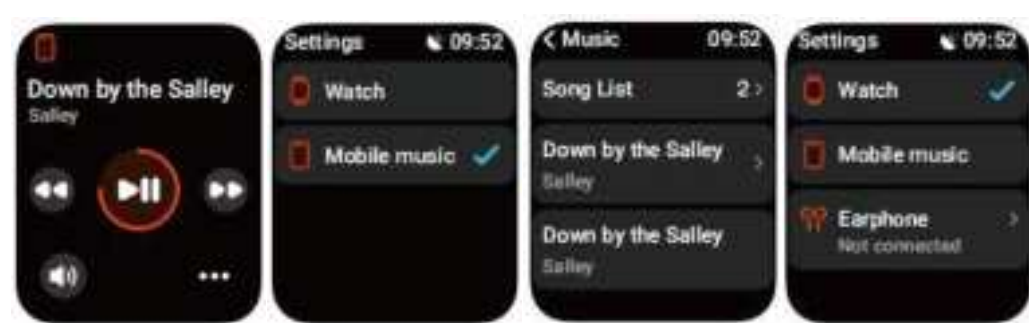 Down by the Salley
Salley
Settings 09:52
Watch
Mobile music
< Music 09:52
Song List 2 >
Down by the Salley >
Salley
Down by the Salley
Salley
Settings 09:52
Watch
Mobile music
Earphone >
Not connected